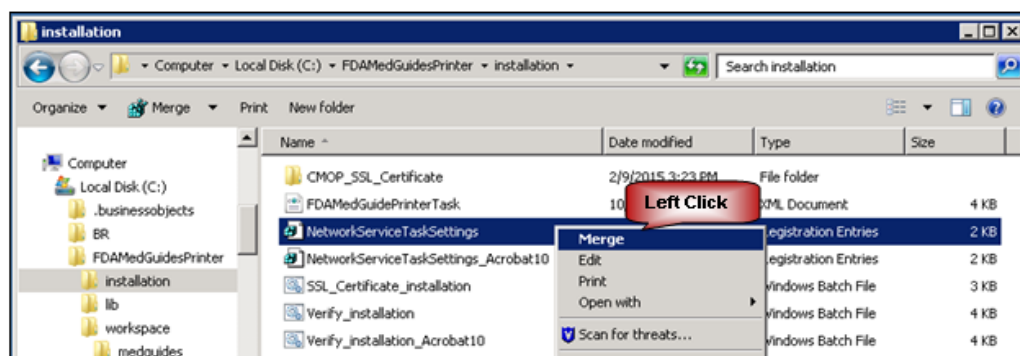 installation
Computer Local Disk (C:) FDAMedGuidesPrinter installation Search installation
Organize Merge Print New folder
Name Date modified Type Size
Computer
Local Disk (C:)
.businessobjects
BR
FDAMedGuidesPrinter
installation
lib
workspace
medguides
CMOP_SSL_Certificate 2/9/2015 3:23 PM File folder
FDAMedGuidePrinterTask 10 XML Document 4 KB
NetworkServiceTaskSettings egistration Entries 2 KB
NetworkServiceTaskSettings_Acrobat10 egistration Entries 2 KB
SSL_Certificate_installation Windows Batch File 3 KB
Verify_installation Windows Batch File 4 KB
Verify_installation_Acrobat10 Windows Batch File 4 KB
Left Click
Merge
Edit
Print
Open with
Scan for threats...